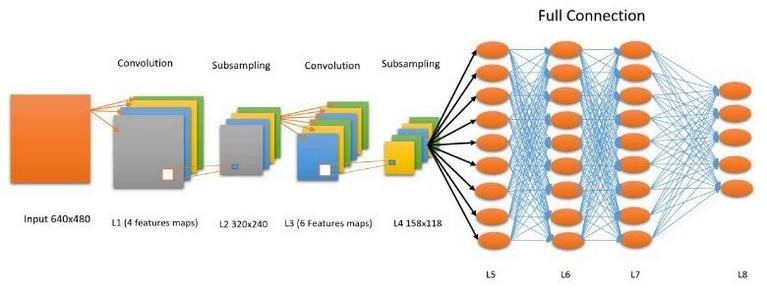 Full Connection
Convolution
Subsampling
Convolution
Subsampling
Input 640x480
L1 (4 features maps)
L2 320x240
L3 (6 Features maps)
L4 158x118
L5
L6
L7
L8